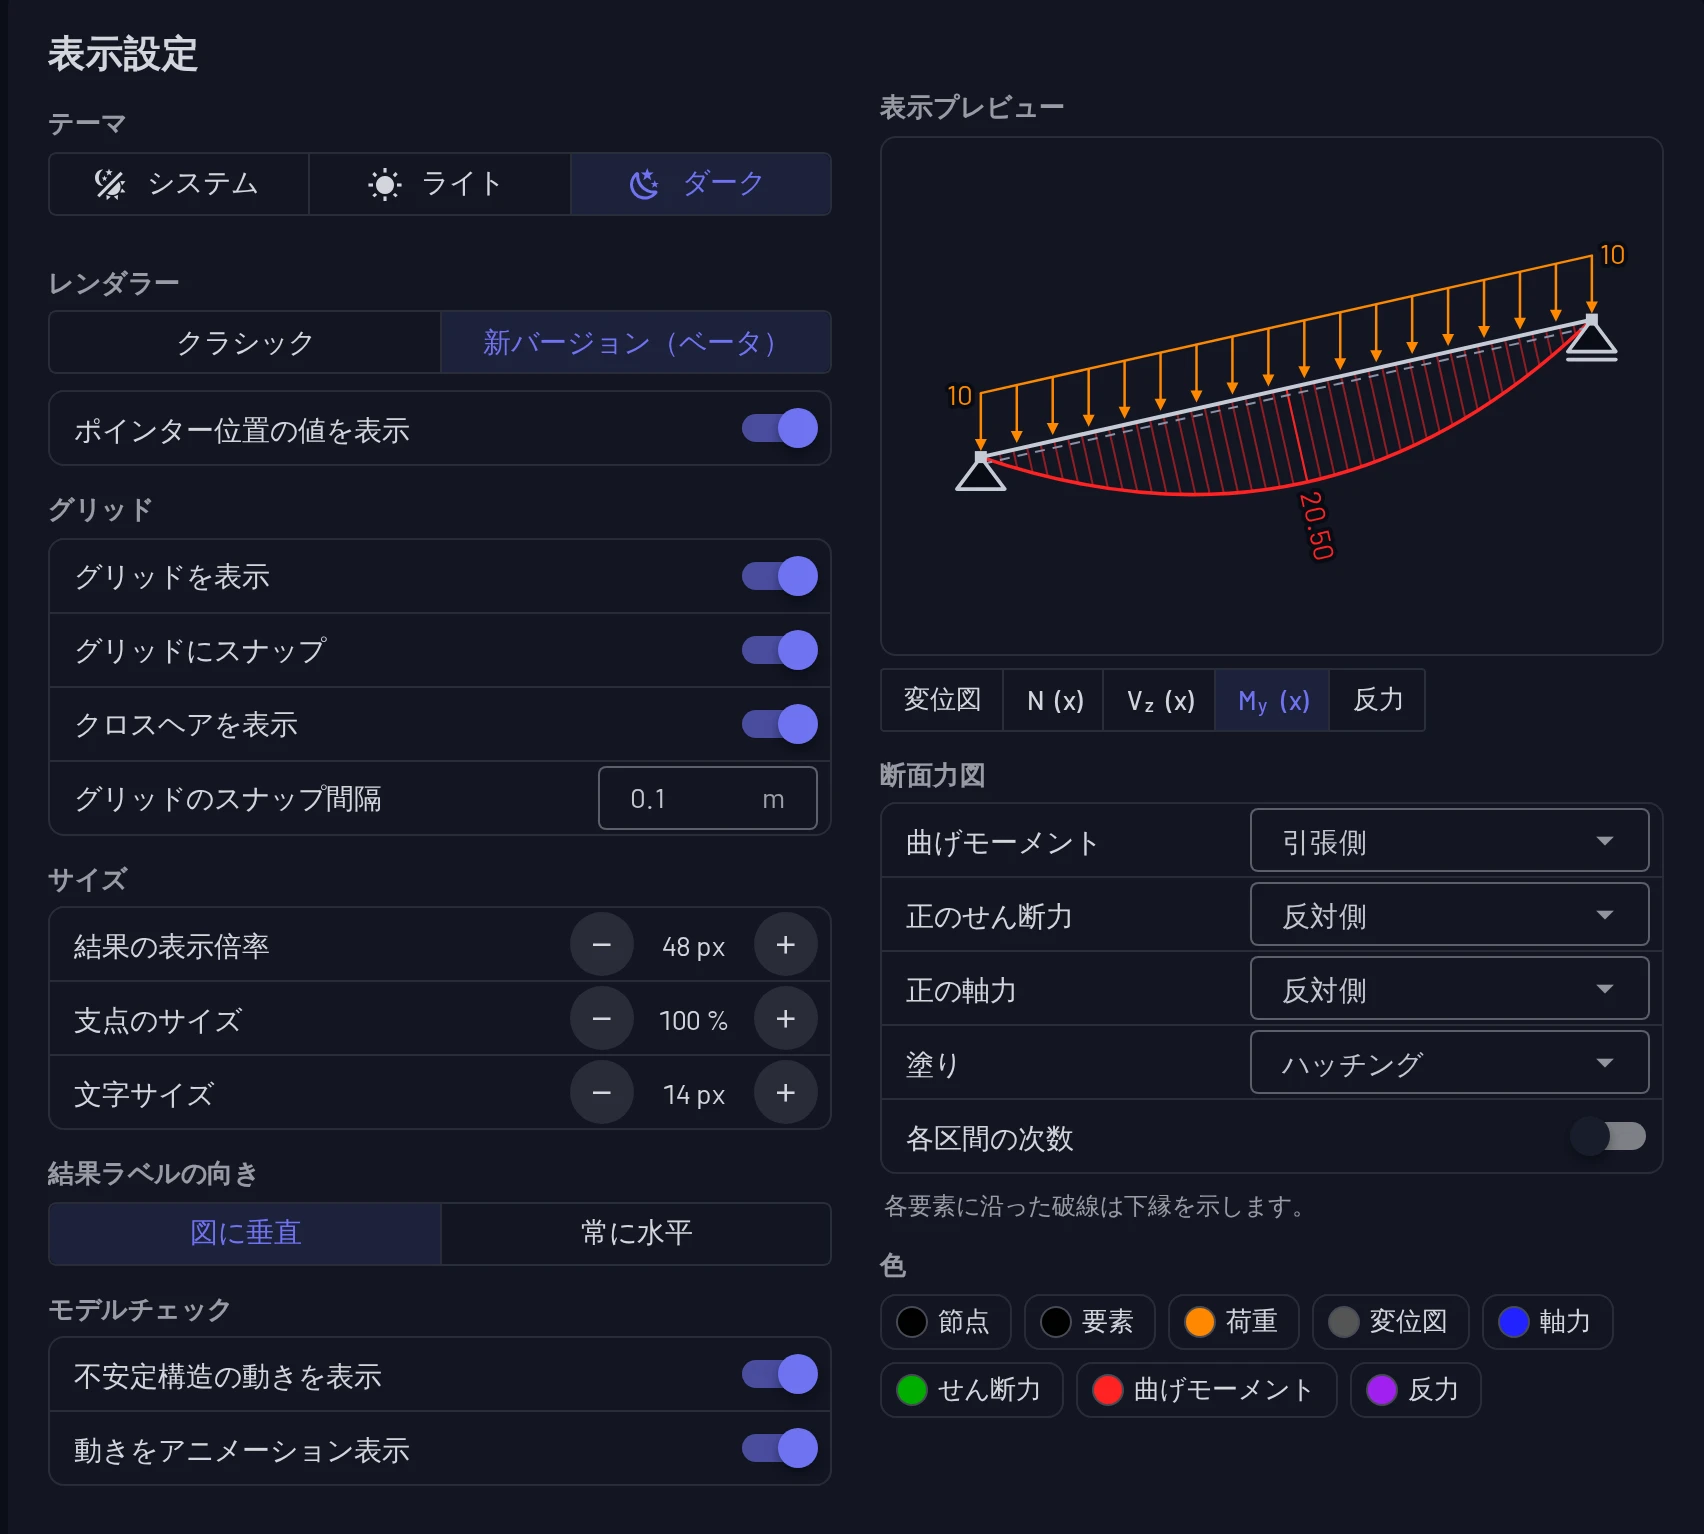 表示設定
テーマ
システム ライト ダーク
レンダラー
クラシック 新バージョン（ベータ）
ポインター位置の値を表示
グリッド
グリッドを表示
グリッドにスナップ
クロスヘアを表示
グリッドのスナップ間隔 0.1 m
サイズ
結果の表示倍率 − 48 px +
支点のサイズ − 100 % +
文字サイズ − 14 px +
結果ラベルの向き
図に垂直 常に水平
モデルチェック
不安定構造の動きを表示
動きをアニメーション表示
表示プレビュー
10
10
20.50
変位図 N (x) Vz (x) My (x) 反力
断面力図
曲げモーメント 引張側
正のせん断力 反対側
正の軸力 反対側
塗り ハッチング
各区間の次数
各要素に沿った破線は下縁を示します。
色
節点 要素 荷重 変位図 軸力
せん断力 曲げモーメント 反力